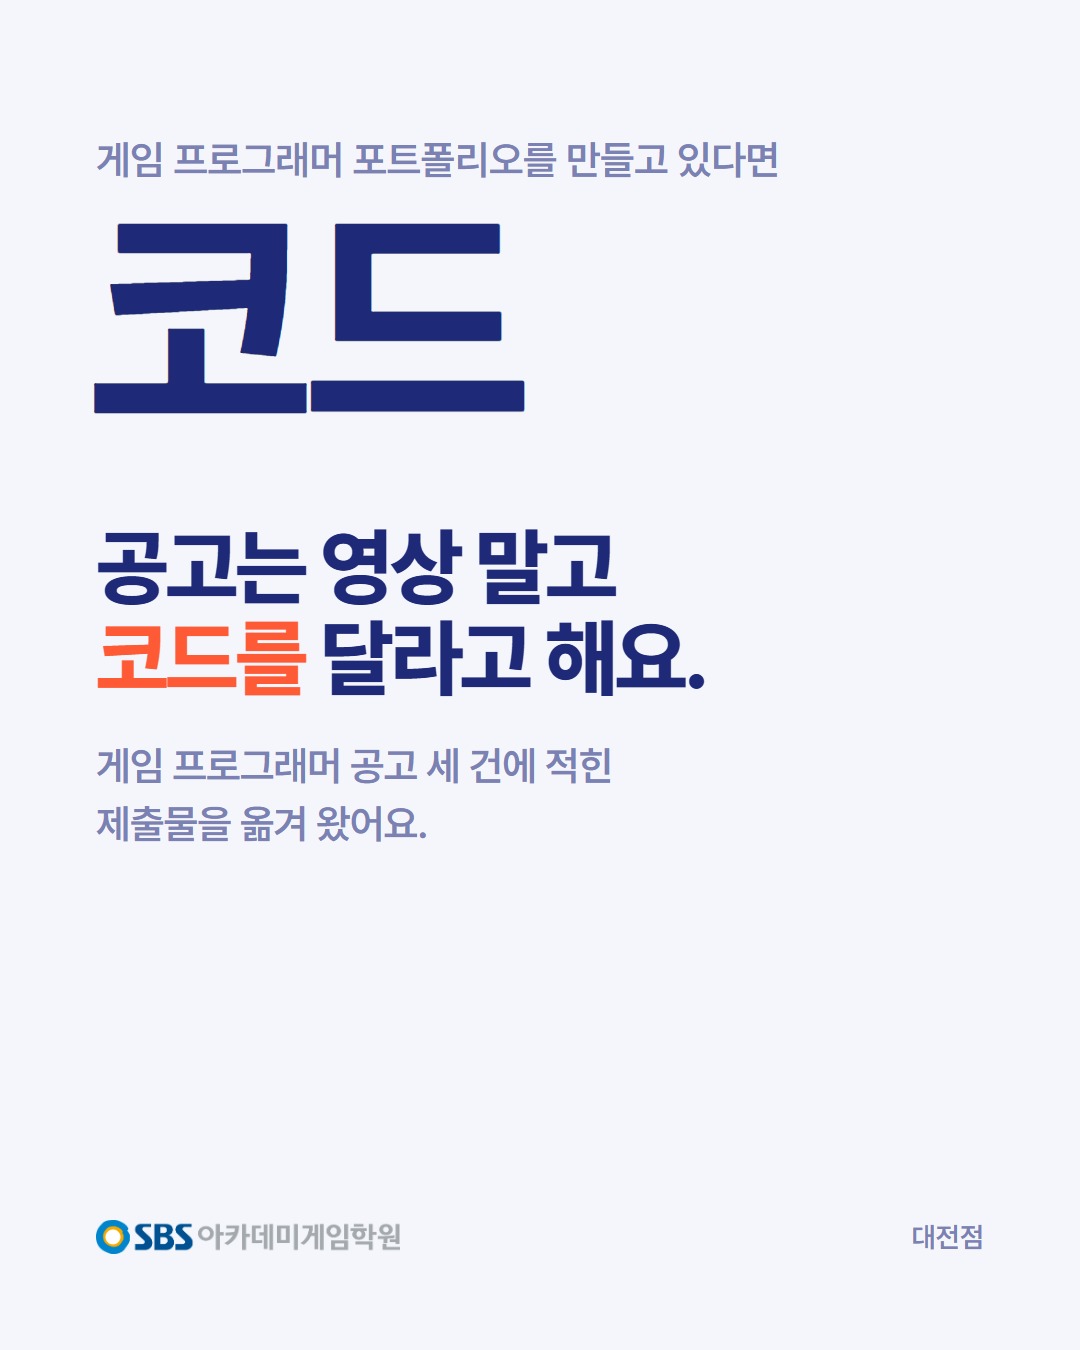 게임 프로그래머 포트폴리오를 만들고 있다면
코드
공고는 영상 말고
코드를 달라고 해요.
게임 프로그래머 공고 세 건에 적힌
제출물을 옮겨 왔어요.
SBS 아카데미게임학원
대전점